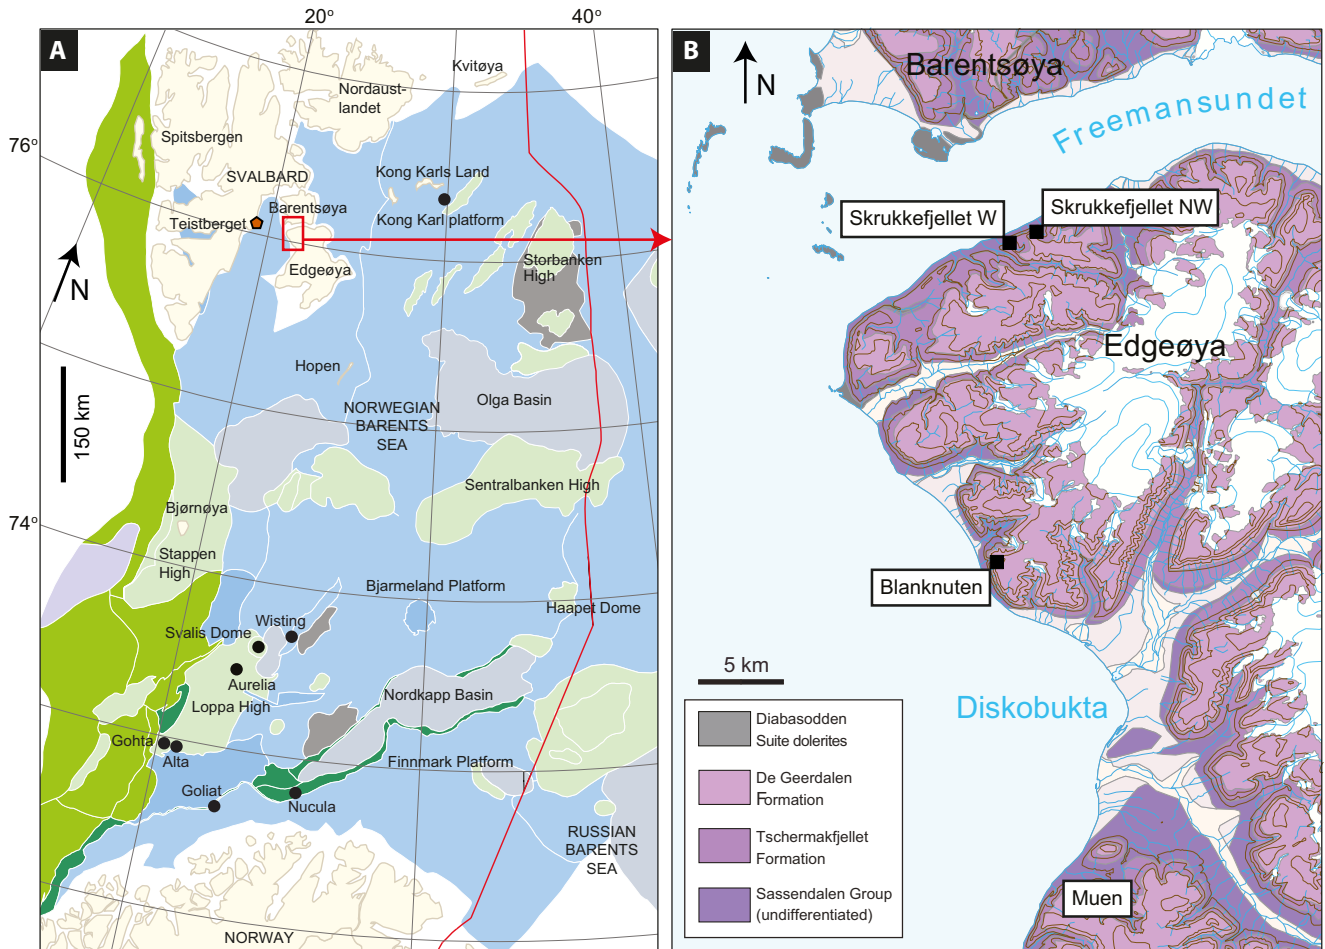 20°
40°
A
N
76°
74°
150 km
Kvitøya
Nordaust-
landet
Spitsbergen
SVALBARD
Kong Karls Land
Barentsøya
Teistberget
Kong Karl platform
Edgeøya
Storbanken
High
Hopen
Olga Basin
NORWEGIAN
BARENTS
SEA
Sentralbanken High
Bjørnøya
Stappen
High
Bjarmeland Platform
Haapet Dome
Wisting
Svalis Dome
Aurelia
Loppa High
Nordkapp Basin
Gohta
Alta
Finnmark Platform
Goliat
Nucula
RUSSIAN
BARENTS
SEA
NORWAY
B
N
Barentsøya
Freemansundet
Skrukkefjellet W
Skrukkefjellet NW
Edgeøya
Blanknuten
5 km
Diskobukta
Muen
Diabasodden
Suite dolerites
De Geerdalen
Formation
Tschermakfjellet
Formation
Sassendalen Group
(undifferentiated)